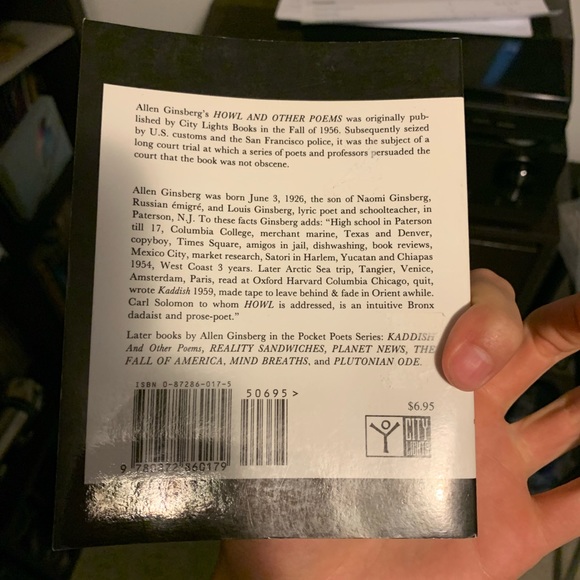 Allen Ginsberg's HOWL AND OTHER POEMS was originally pub-
lished by City Lights Books in the Fall of 1956. Subsequently seized
by U.S. customs and the San Francisco police, it was the subject of a
long court trial at which a series of poets and professors persuaded the
court that the book was not obscene.
Allen Ginsberg was born June 3, 1926, the son of Naomi Ginsberg,
Russian émigré, and Louis Ginsberg, lyric poet and schoolteacher, in
Paterson, N.J. To these facts Ginsberg adds: "High school in Paterson
till 17, Columbia College, merchant marine, Texas and Denver,
copyboy, Times Square, amigos in jail, dishwashing, book reviews,
Mexico City, market research, Satori in Harlem, Yucatan and Chiapas
1954, West Coast 3 years. Later Arctic Sea trip, Tangier, Venice,
Amsterdam, Paris, read at Oxford Harvard Columbia Chicago, quit,
wrote Kaddish 1959, made tape to leave behind & fade in Orient awhile.
Carl Solomon to whom HOWL is addressed, is an intuitive Bronx
dadaist and prose-poet."
Later books by Allen Ginsberg in the Pocket Poets Series: KADDISH
And Other Poems, REALITY SANDWICHES, PLANET NEWS, THE
FALL OF AMERICA, MIND BREATHS, and PLUTONIAN ODE.
ISBN 0-87286-017-5
50695 >
$6.95
CITY
LIGHTS
9 780872 860179